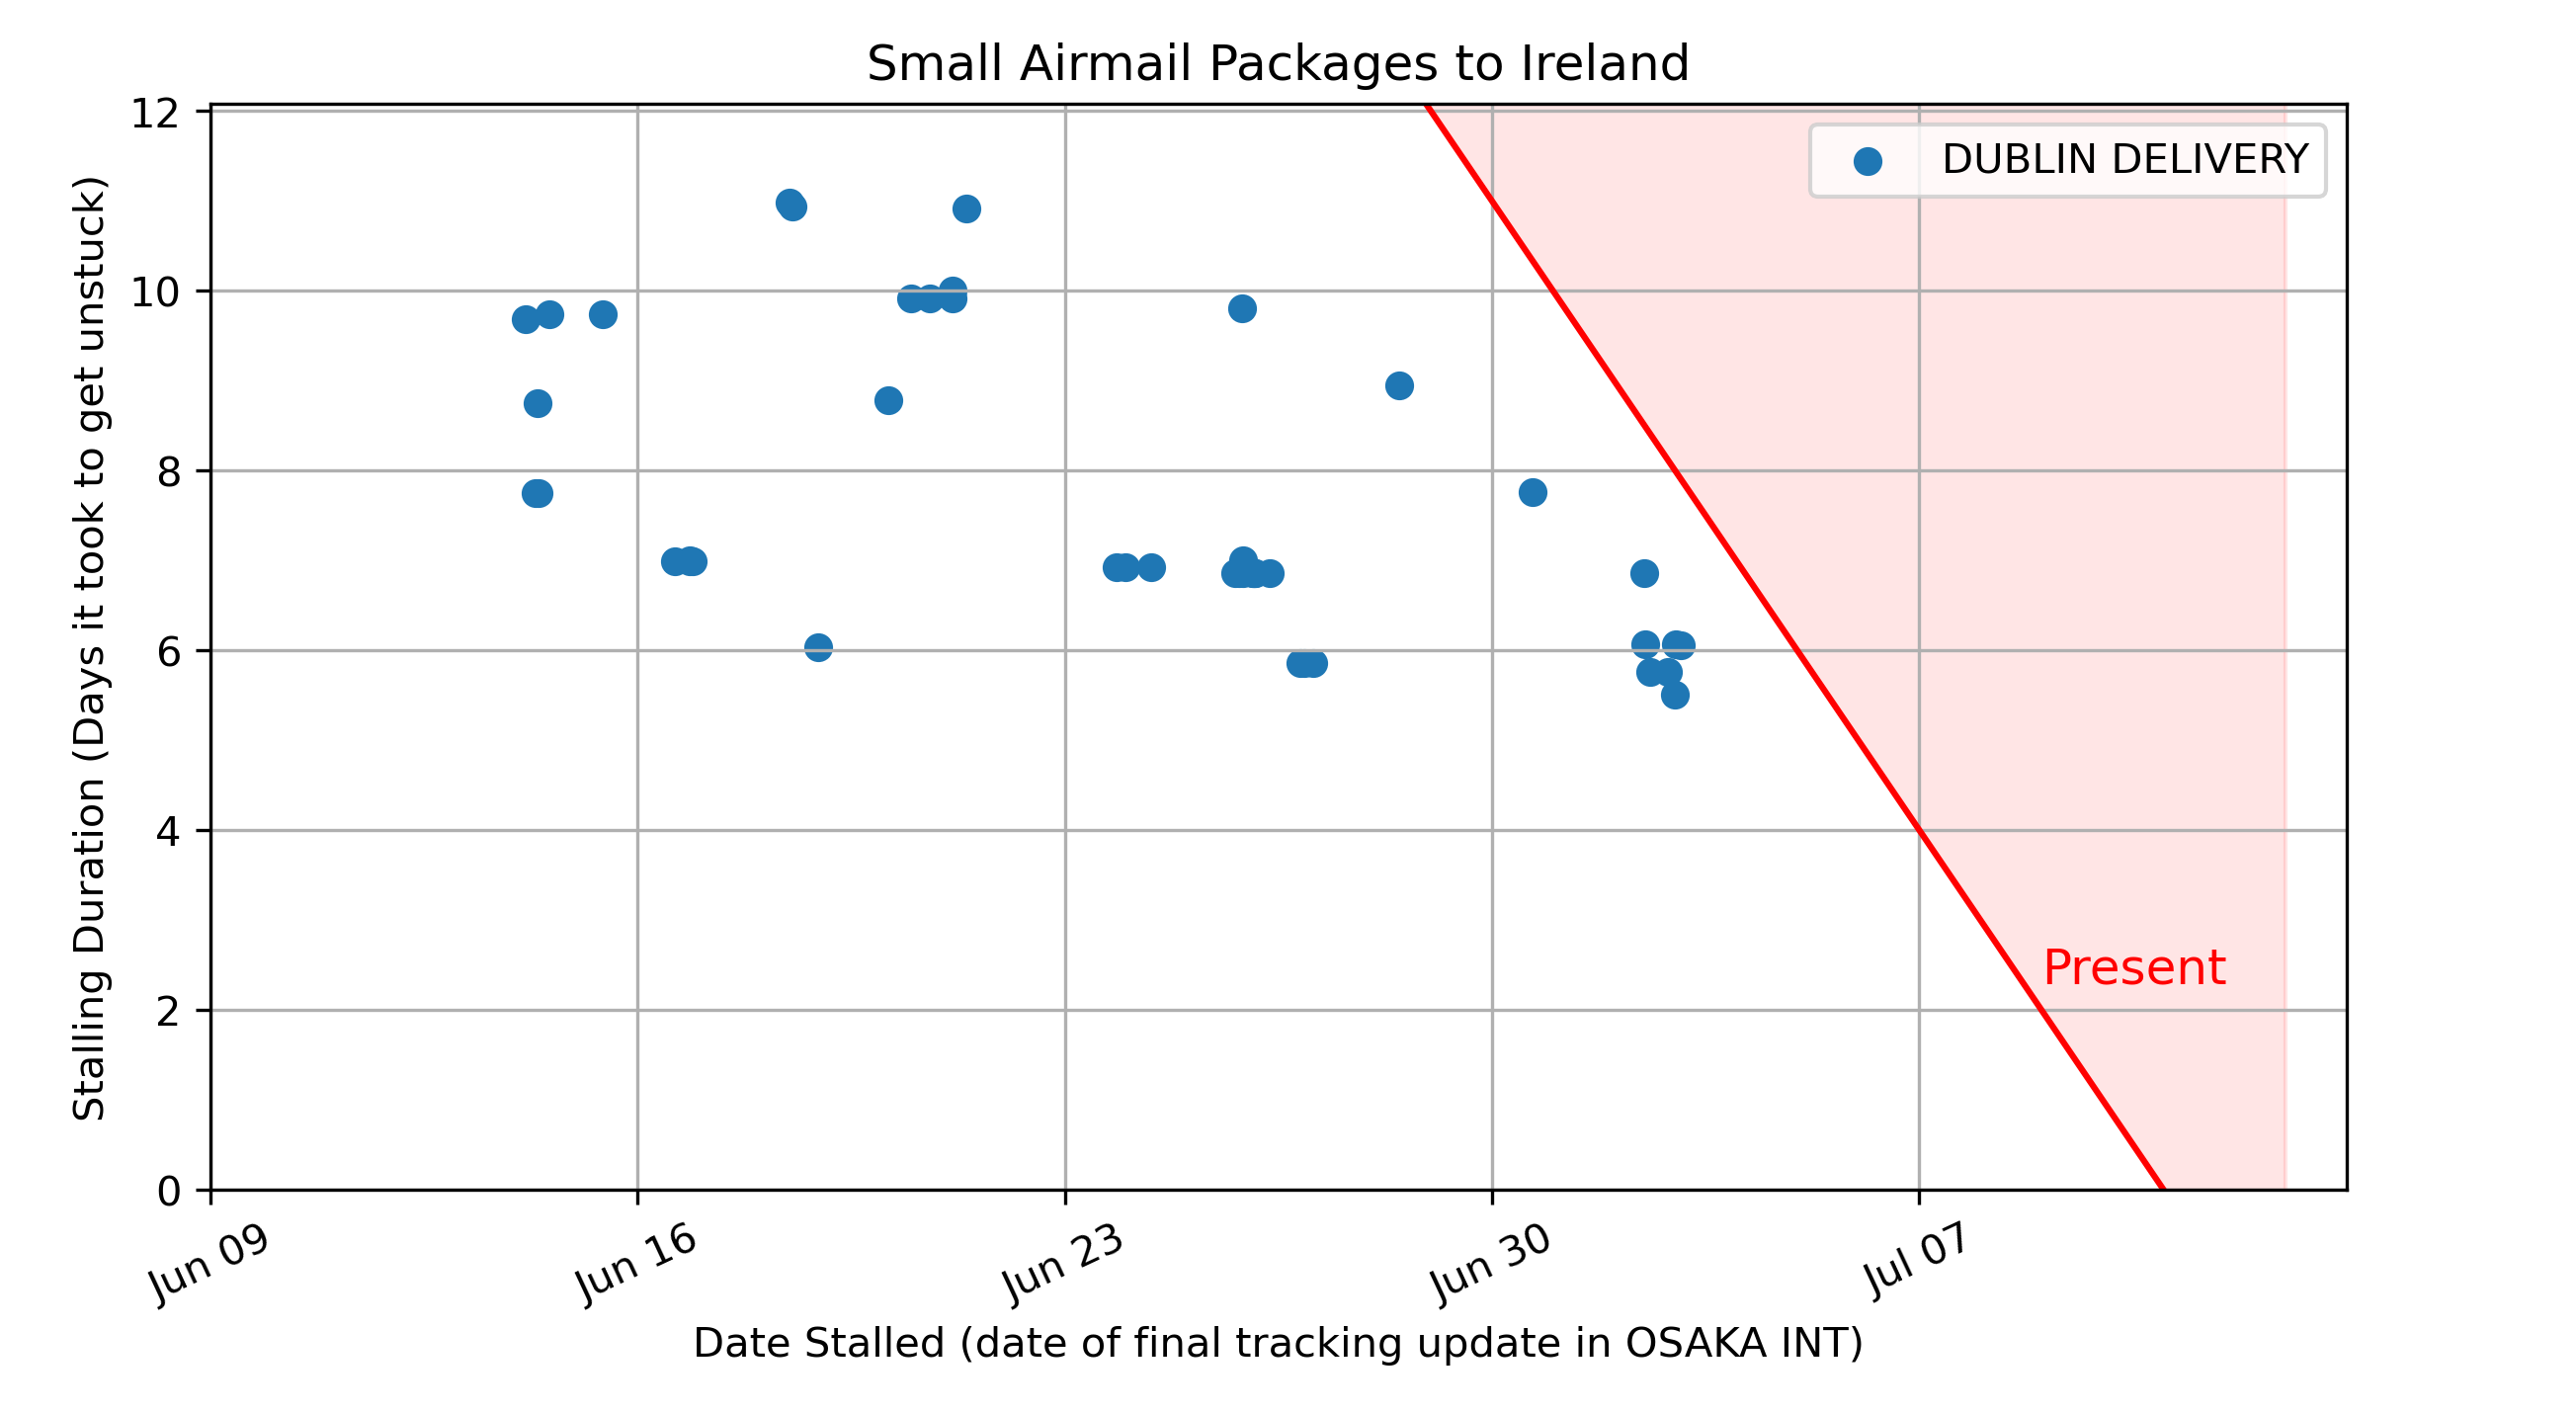 Small Airmail Packages to Ireland
DUBLIN DELIVERY
Stalling Duration (Days it took to get unstuck)
12
10
8
6
4
2
0
Present
Jun 09
Jun 16
Jun 23
Jun 30
Jul 07
Date Stalled (date of final tracking update in OSAKA INT)